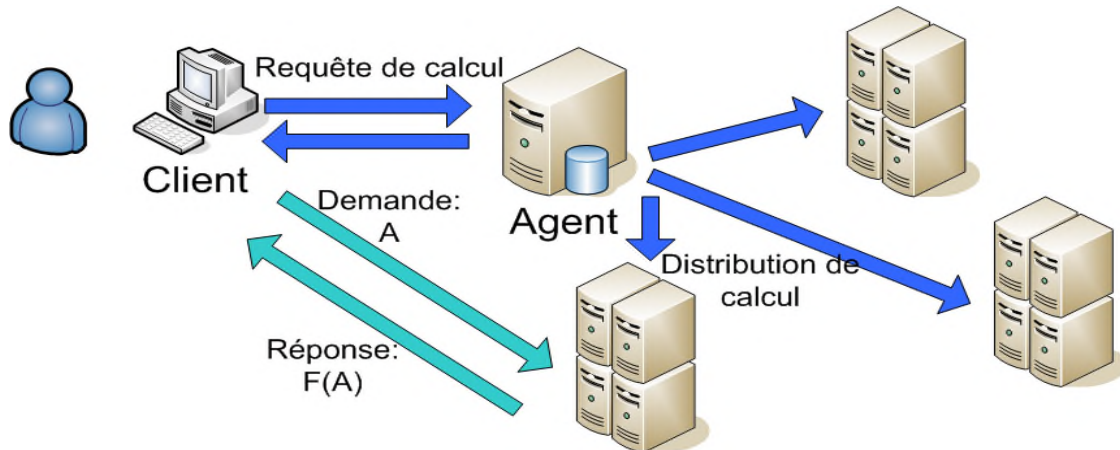 Requête de calcul
Client
Agent
Demande:
A
Distribution de
calcul
Réponse:
F(A)